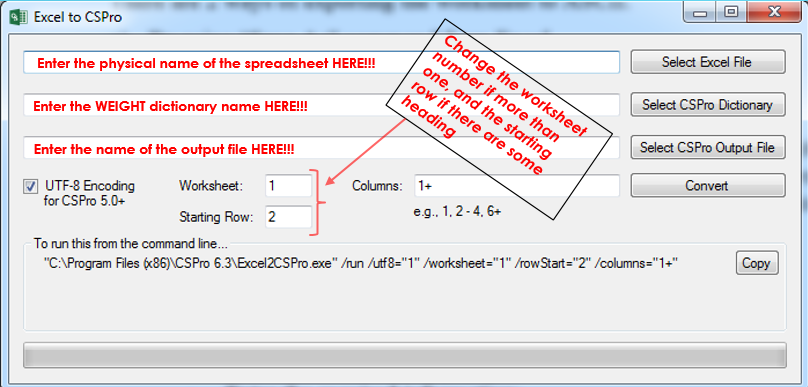 Excel to CSPro
Enter the physical name of the spreadsheet HERE!!!
Select Excel File
Enter the WEIGHT dictionary name HERE!!!
Select CSPro Dictionary
Enter the name of the output file HERE!!!
Select CSPro Output File
Change the worksheet
number if more than
one, and the starting
row if there are some
heading
UTF-8 Encoding
for CSPro 5.0+
Worksheet: 1
Starting Row: 2
Columns: 1+
e.g., 1, 2 - 4, 6+
Convert
To run this from the command line...
"C:\Program Files (x86)\CSPro 6.3\Excel2CSPro.exe" /run /utf8="1" /worksheet="1" /rowStart="2" /columns="1+"
Copy